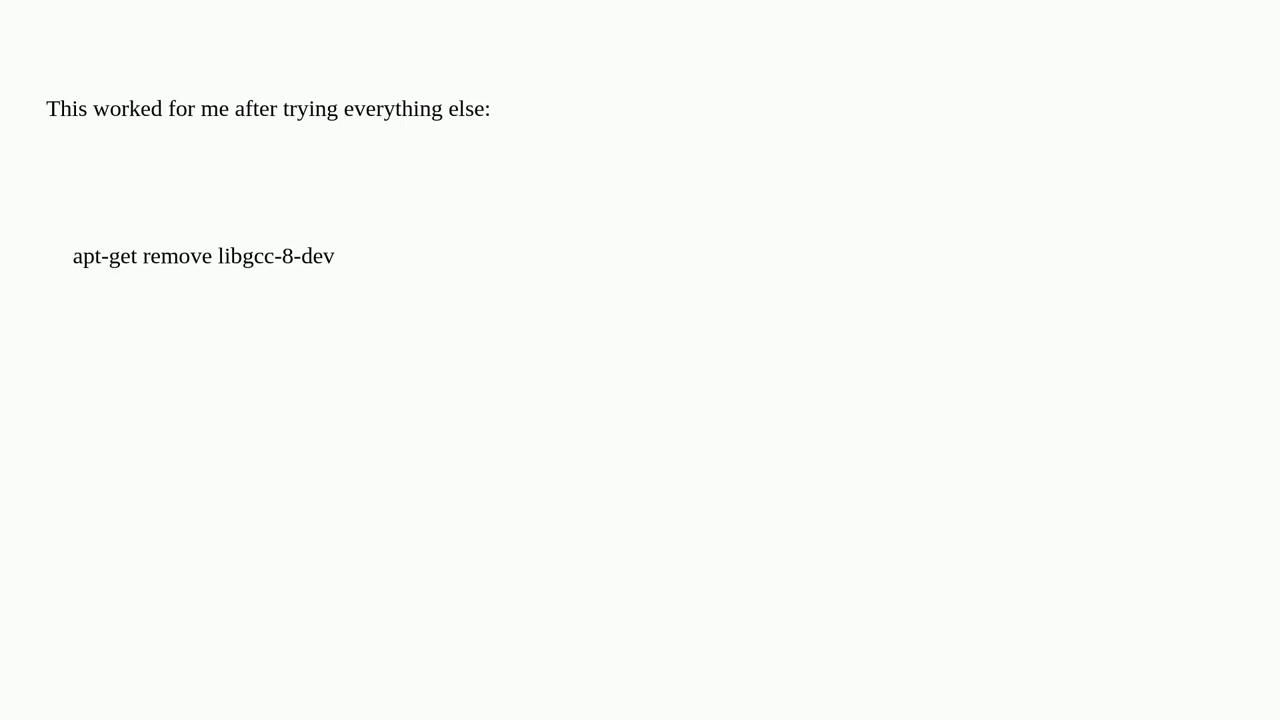 This worked for me after trying everything else:
apt-get remove libgcc-8-dev